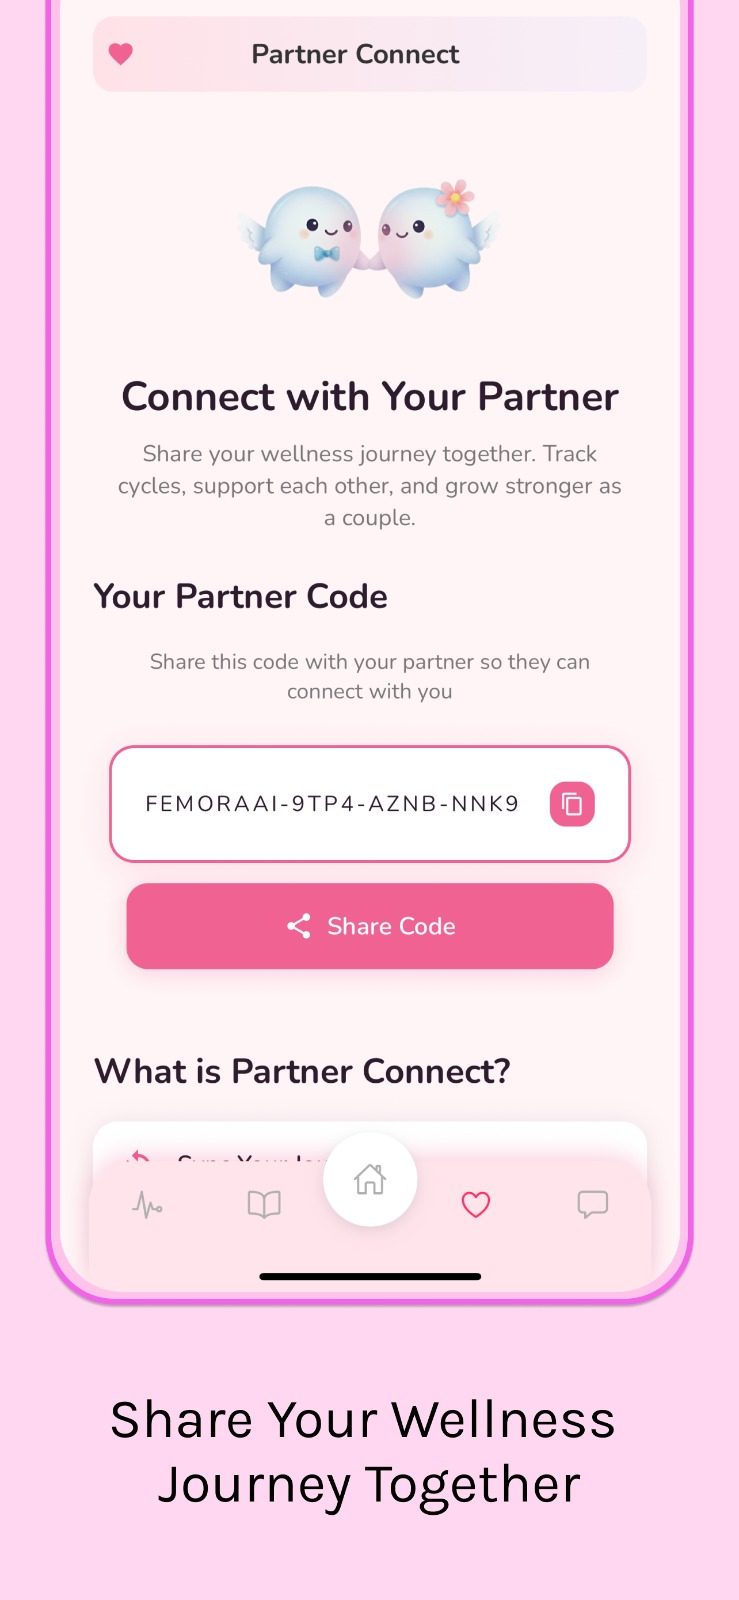 Partner Connect
Connect with Your Partner
Share your wellness journey together. Track
cycles, support each other, and grow stronger as
a couple.
Your Partner Code
Share this code with your partner so they can
connect with you
FEMORAAI-9TP4-AZNB-NNK9
Share Code
What is Partner Connect?
Share Your Wellness
Journey Together